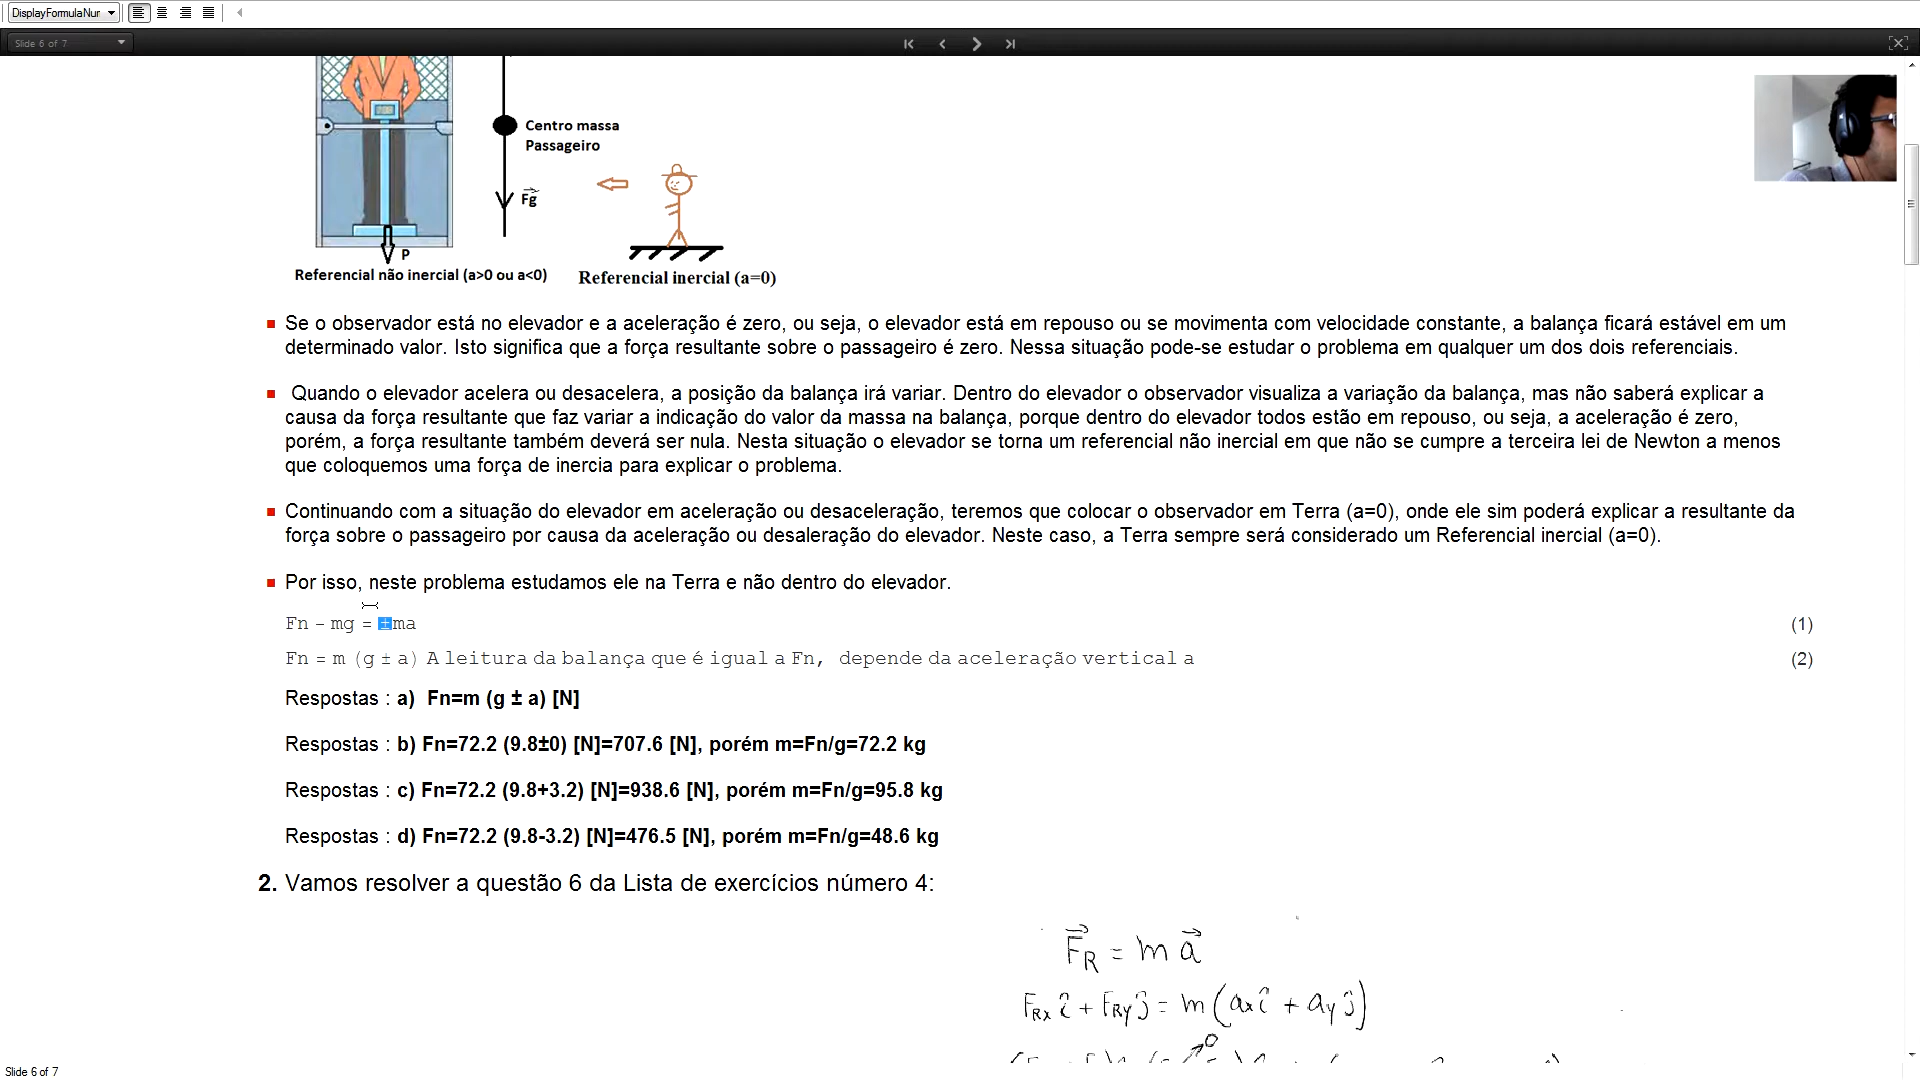 DisplayFormulaNur
Slide 6 of 7
Centro massa
Passageiro
Fg
P
Referencial não inercial (a>0 ou a<0)
Referencial inercial (a=0)
Se o observador está no elevador e a aceleração é zero, ou seja, o elevador está em repouso ou se movimenta com velocidade constante, a balança ficará estável em um
determinado valor. Isto significa que a força resultante sobre o passageiro é zero. Nessa situação pode-se estudar o problema em qualquer um dos dois referenciais.
Quando o elevador acelera ou desacelera, a posição da balança irá variar. Dentro do elevador o observador visualiza a variação da balança, mas não saberá explicar a
causa da força resultante que faz variar a indicação do valor da massa na balança, porque dentro do elevador todos estão em repouso, ou seja, a aceleração é zero,
porém, a força resultante também deverá ser nula. Nesta situação o elevador se torna um referencial não inercial em que não se cumpre a terceira lei de Newton a menos
que coloquemos uma força de inercia para explicar o problema.
Continuando com a situação do elevador em aceleração ou desaceleração, teremos que colocar o observador em Terra (a=0), onde ele sim poderá explicar a resultante da
força sobre o passageiro por causa da aceleração ou desaleração do elevador. Neste caso, a Terra sempre será considerado um Referencial inercial (a=0).
Por isso, neste problema estudamos ele na Terra e não dentro do elevador.
Fn – mg = ±ma (1)
Fn = m (g ± a) A leitura da balança que é igual a Fn, depende da aceleração vertical a (2)
Respostas : a) Fn=m (g ± a) [N]
Respostas : b) Fn=72.2 (9.8±0) [N]=707.6 [N], porém m=Fn/g=72.2 kg
Respostas : c) Fn=72.2 (9.8+3.2) [N]=938.6 [N], porém m=Fn/g=95.8 kg
Respostas : d) Fn=72.2 (9.8-3.2) [N]=476.5 [N], porém m=Fn/g=48.6 kg
2. Vamos resolver a questão 6 da Lista de exercícios número 4:
F⃗R = m a⃗
FRx î + FRy ĵ = m (ax î + ay ĵ)
Slide 6 of 7